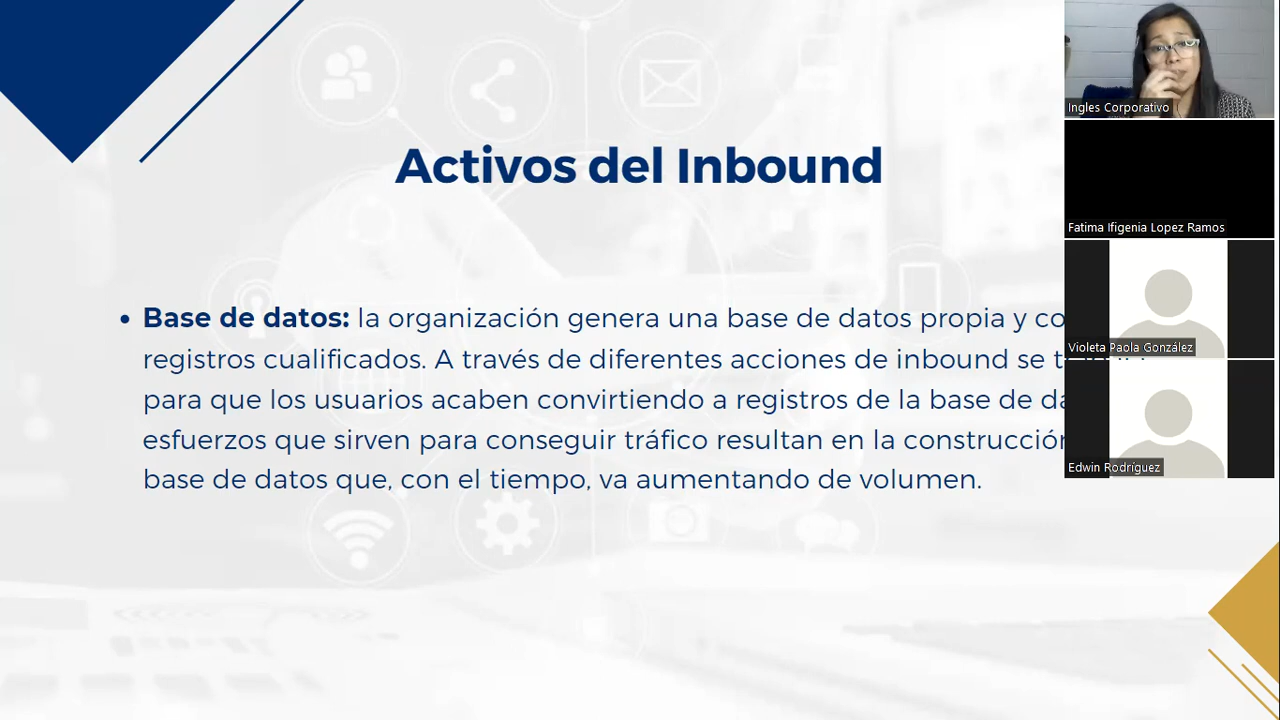 Activos del Inbound
• Base de datos: la organización genera una base de datos propia y co
registros cualificados. A través de diferentes acciones de inbound se
para que los usuarios acaben convirtiendo a registros de la base de
esfuerzos que sirven para conseguir tráfico resultan en la construcción
base de datos que, con el tiempo, va aumentando de volumen.
Ingles Corporativo
Fatima Ifigenia Lopez Ramos
Violeta Paola González
Edwin Rodríguez